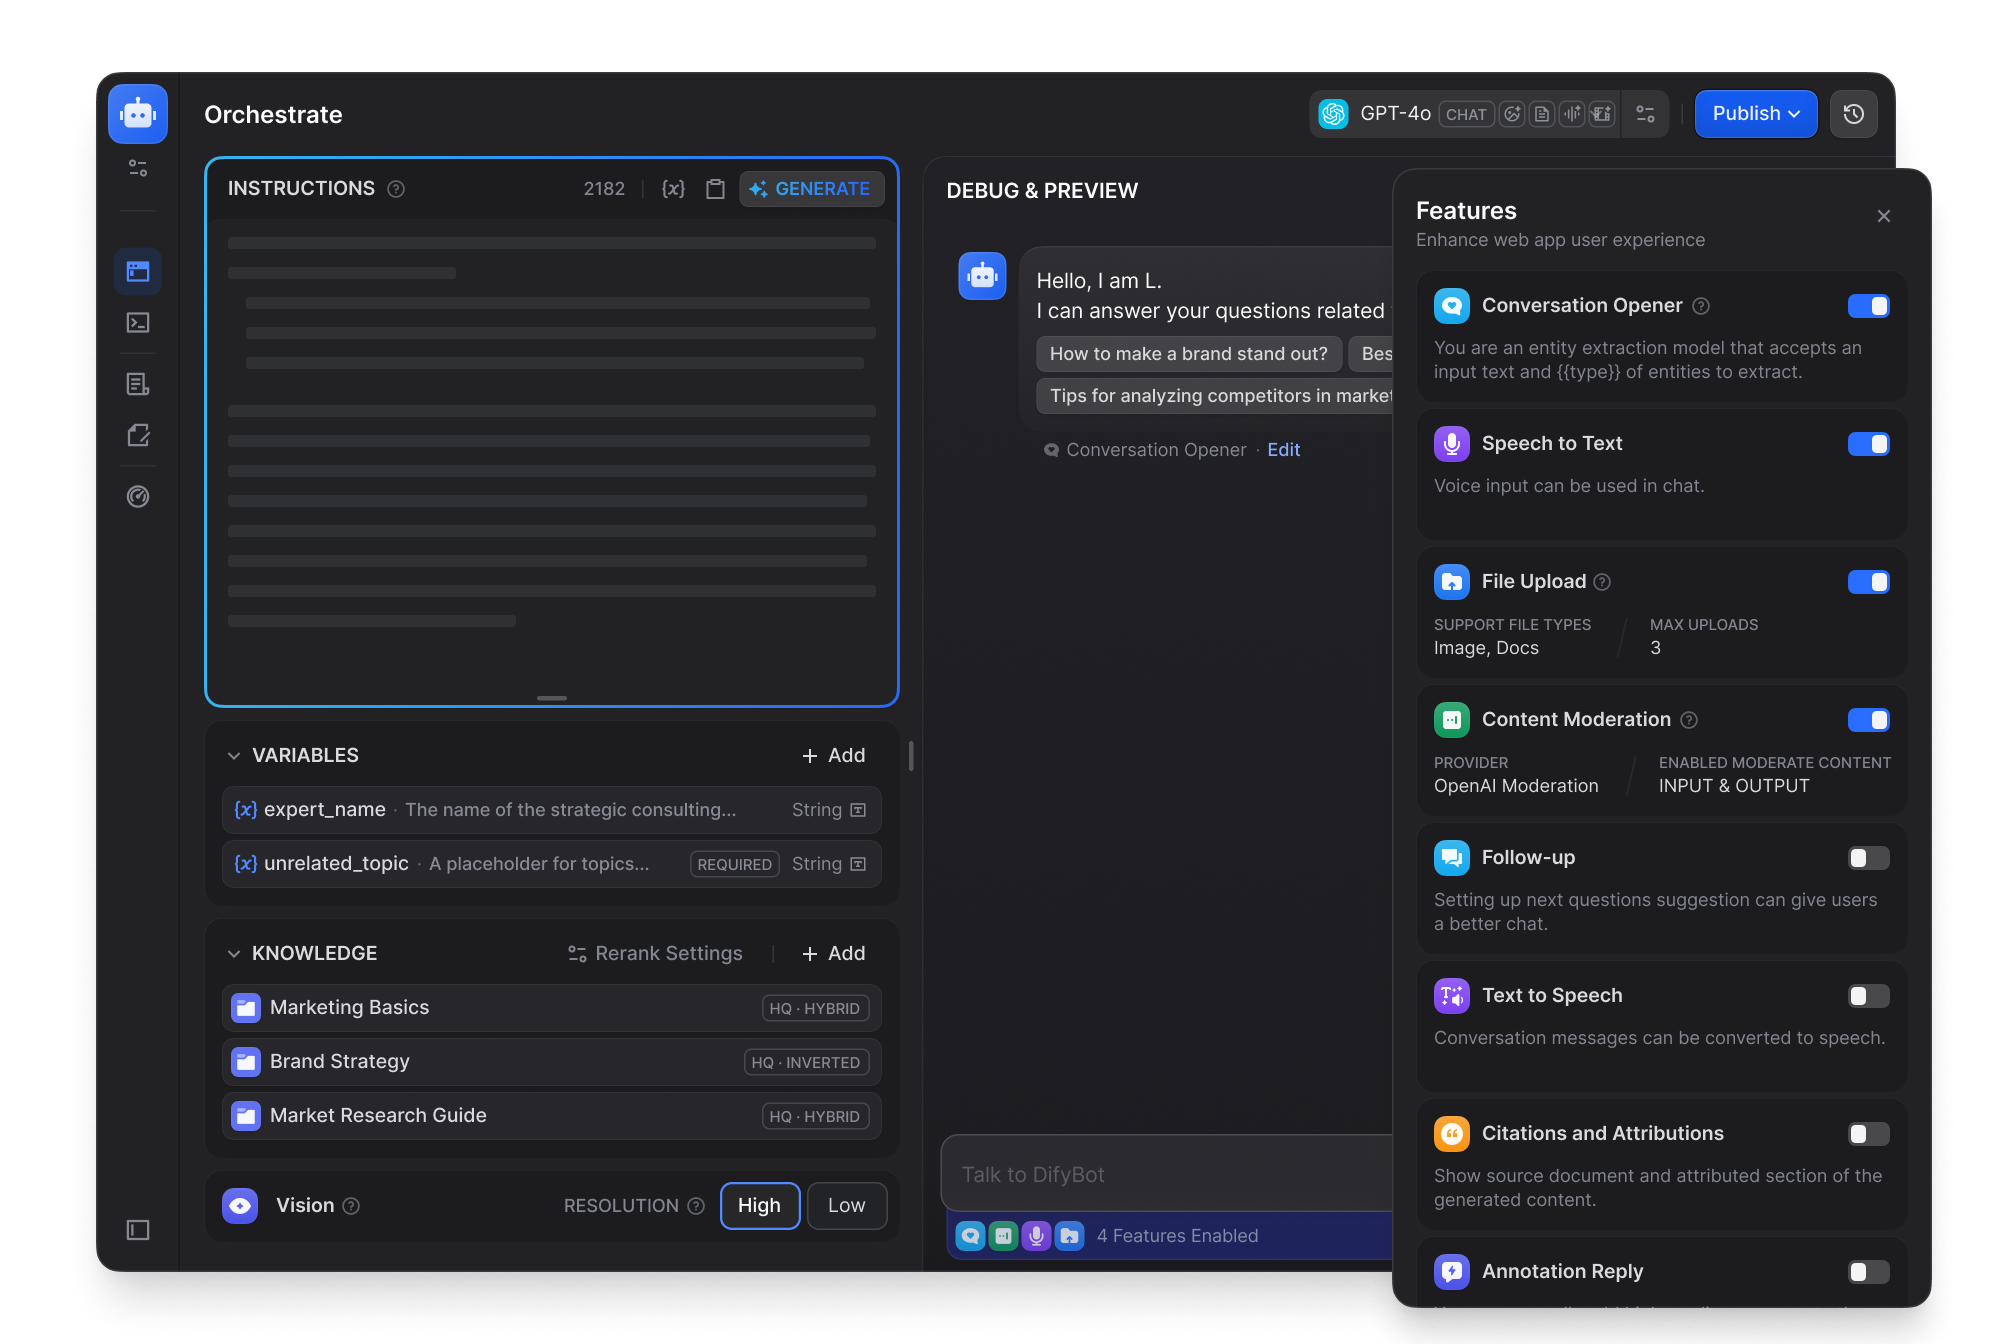 Orchestrate
GPT-4o CHAT
Publish
INSTRUCTIONS
2182 {x} GENERATE
VARIABLES
Add
{x} expert_name · The name of the strategic consulting... String
{x} unrelated_topic · A placeholder for topics... REQUIRED String
KNOWLEDGE
Rerank Settings
Add
Marketing Basics HQ · HYBRID
Brand Strategy HQ · INVERTED
Market Research Guide HQ · HYBRID
Vision
RESOLUTION High Low
DEBUG & PREVIEW
Hello, I am L.
I can answer your questions related
How to make a brand stand out? Bes
Tips for analyzing competitors in market
Conversation Opener · Edit
Talk to DifyBot
4 Features Enabled
Features
Enhance web app user experience
Conversation Opener
You are an entity extraction model that accepts an
input text and {{type}} of entities to extract.
Speech to Text
Voice input can be used in chat.
File Upload
SUPPORT FILE TYPES MAX UPLOADS
Image, Docs 3
Content Moderation
PROVIDER ENABLED MODERATE CONTENT
OpenAI Moderation INPUT & OUTPUT
Follow-up
Setting up next questions suggestion can give users
a better chat.
Text to Speech
Conversation messages can be converted to speech.
Citations and Attributions
Show source document and attributed section of the
generated content.
Annotation Reply